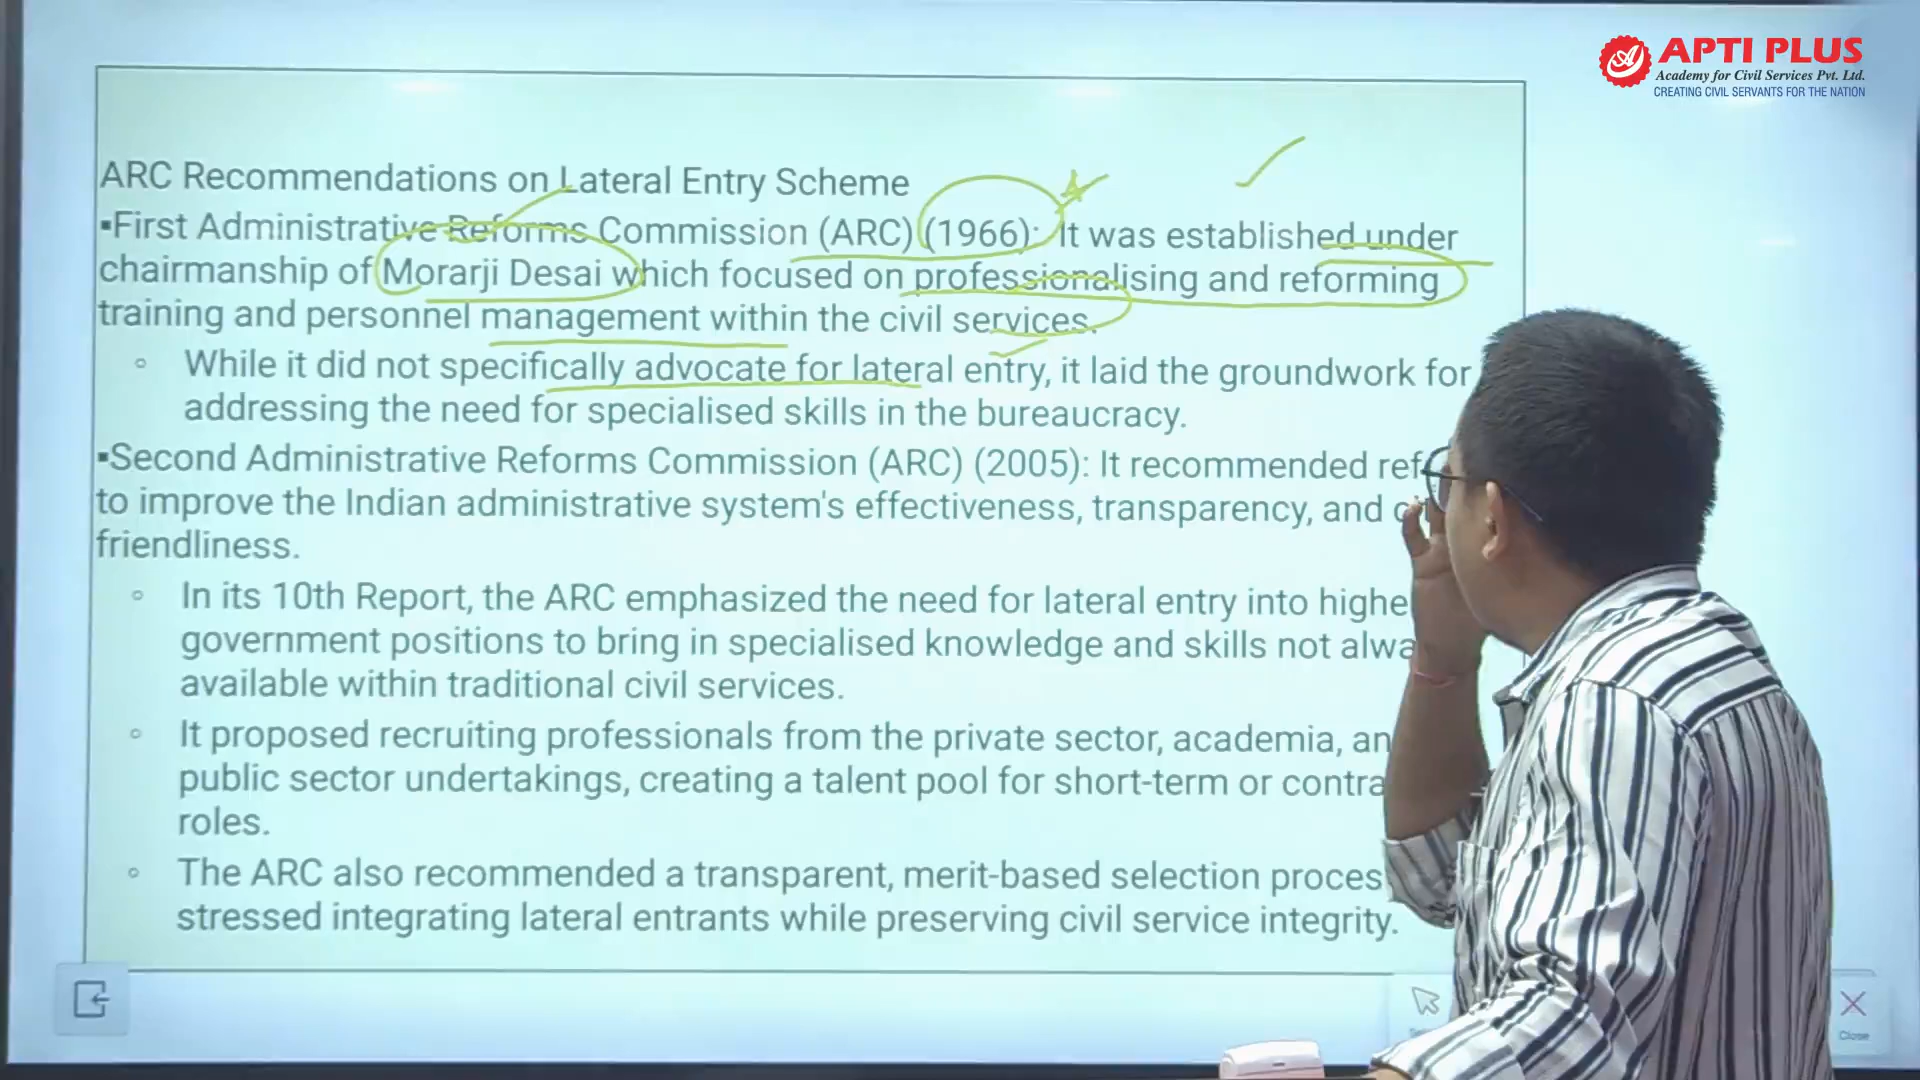 APTI PLUS
Academy for Civil Services Pvt. Ltd.
CREATING CIVIL SERVANTS FOR THE NATION
ARC Recommendations on Lateral Entry Scheme
▪First Administrative Reforms Commission (ARC) (1966): It was established under
chairmanship of Morarji Desai which focused on professionalising and reforming
training and personnel management within the civil services.
◦ While it did not specifically advocate for lateral entry, it laid the groundwork for
addressing the need for specialised skills in the bureaucracy.
▪Second Administrative Reforms Commission (ARC) (2005): It recommended
to improve the Indian administrative system's effectiveness, transparency, and
friendliness.
◦ In its 10th Report, the ARC emphasized the need for lateral entry into
government positions to bring in specialised knowledge and skills not
available within traditional civil services.
◦ It proposed recruiting professionals from the private sector, academia,
public sector undertakings, creating a talent pool for short-term or
roles.
◦ The ARC also recommended a transparent, merit-based selection
stressed integrating lateral entrants while preserving civil service integrity.
Close